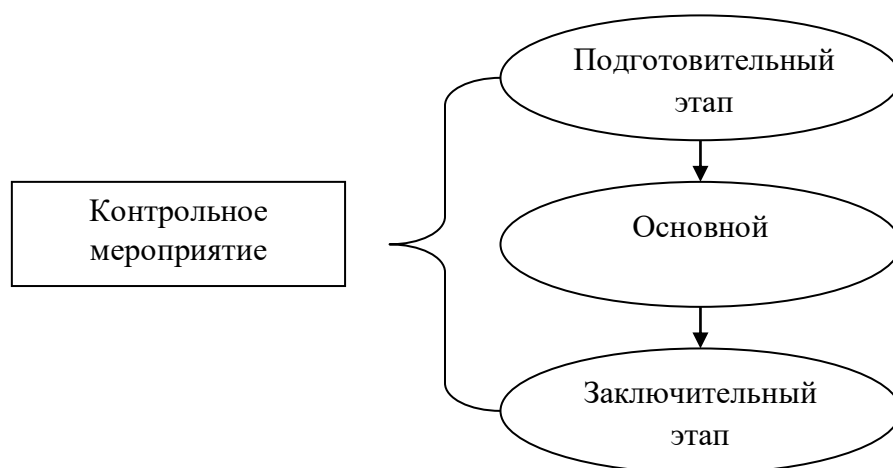 Подготовительный
этап
Контрольное
мероприятие
Основной
Заключительный
этап